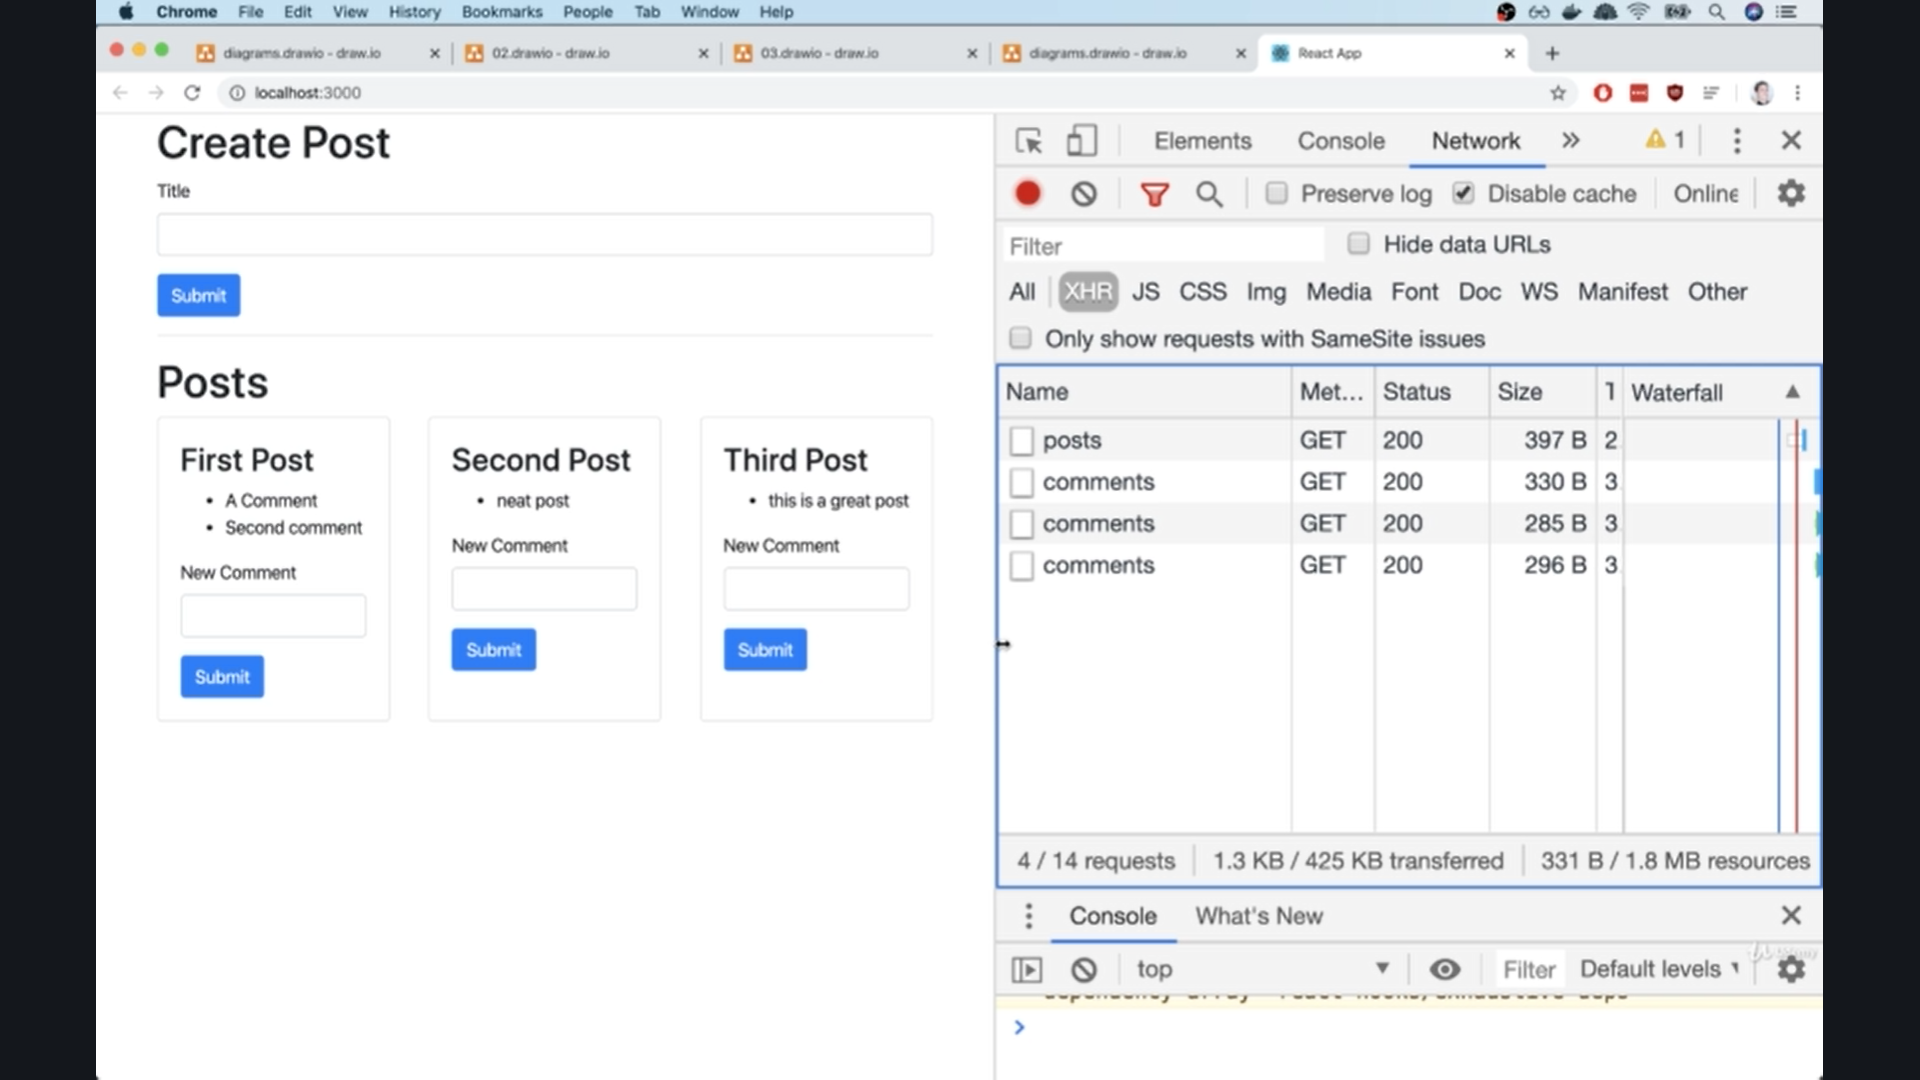 Chrome File Edit View History Bookmarks People Tab Window Help
diagrams.drawio - draw.io
02.drawio - draw.io
03.drawio - draw.io
diagrams.drawio - draw.io
React App
localhost:3000
Create Post
Title
Submit
Posts
First Post
A Comment
Second comment
New Comment
Submit
Second Post
neat post
New Comment
Submit
Third Post
this is a great post
New Comment
Submit
Elements Console Network 1
Preserve log Disable cache Online
Filter Hide data URLs
All XHR JS CSS Img Media Font Doc WS Manifest Other
Only show requests with SameSite issues
Name Met... Status Size Waterfall
posts GET 200 397 B 2
comments GET 200 330 B 3
comments GET 200 285 B 3
comments GET 200 296 B 3
4 / 14 requests 1.3 KB / 425 KB transferred 331 B / 1.8 MB resources
Console What's New
top Filter Default levels